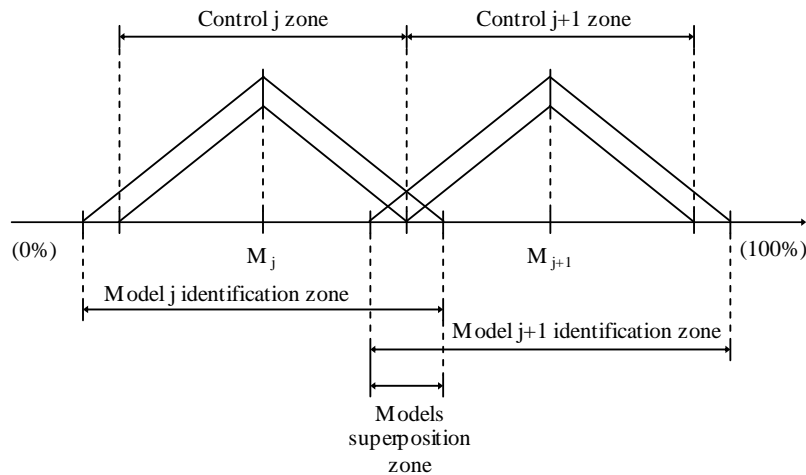 Control j zone
Control j+1 zone
(0%)
M j
M j+1
(100%)
Model j identification zone
Model j+1 identification zone
Models
superposition
zone